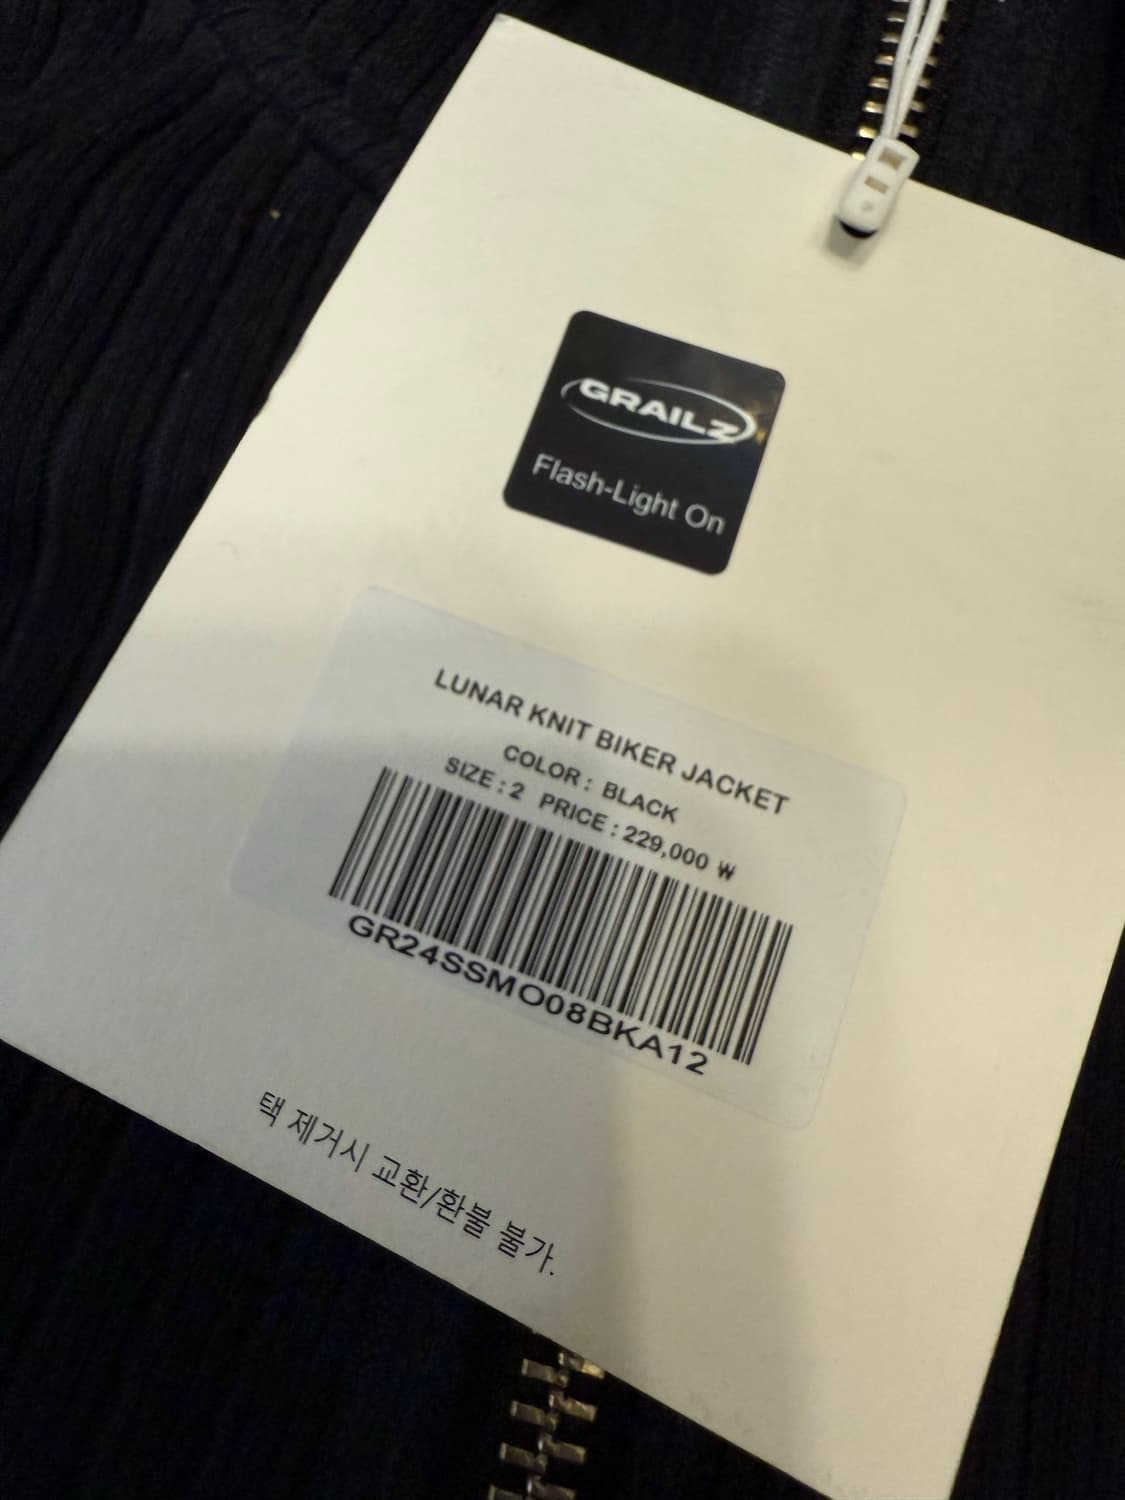 GRAILZ
Flash-Light On
LUNAR KNIT BIKER JACKET
COLOR : BLACK
SIZE : 2 PRICE : 229,000 ₩
GR24SSMO08BKA12
택 제거시 교환/환불 불가.